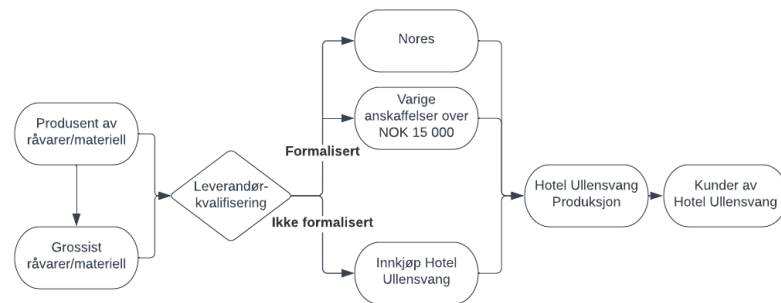 Produsent av
råvarer/materiell
Grossist
råvarer/materiell
Leverandør-
kvalifisering
Formalisert
Ikke formalisert
Nores
Varige
anskaffelser over
NOK 15 000
Innkjøp Hotel
Ullensvang
Hotel Ullensvang
Produksjon
Kunder av
Hotel Ullensvang